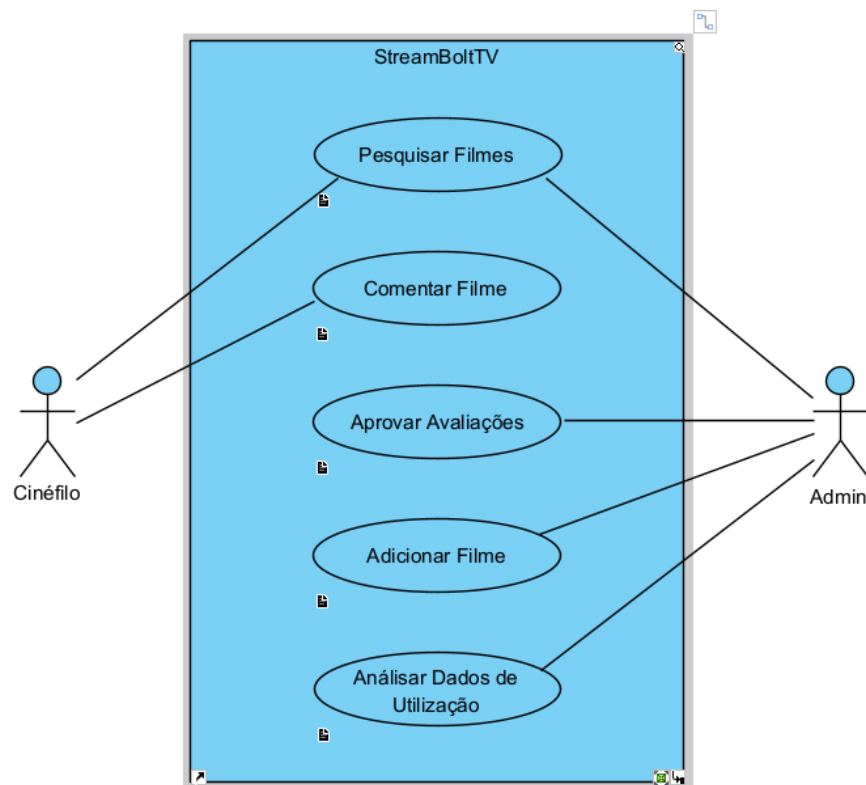 StreamBoltTV
Pesquisar Filmes
Comentar Filme
Aprovar Avaliações
Cinéfilo
Admin
Adicionar Filme
Análisar Dados de
Utilização